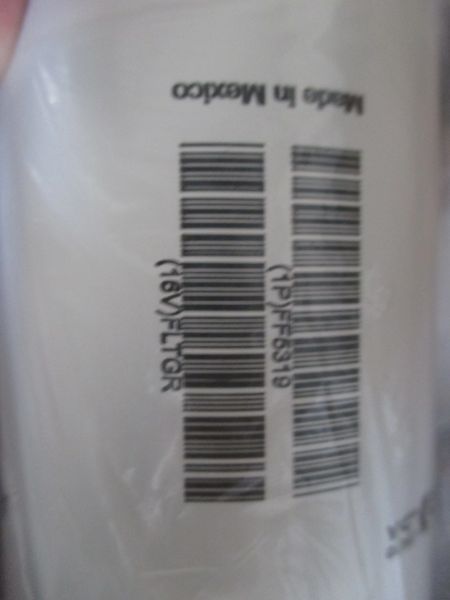 Made in Mexico
(1P)FF5319
(16V)FLTGR